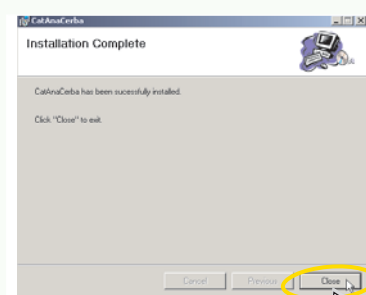 CatAnaCerba
Installation Complete
CatAnaCerba has been sucessfully installed.
Click "Close" to exit.
Cancel
Previous
Close